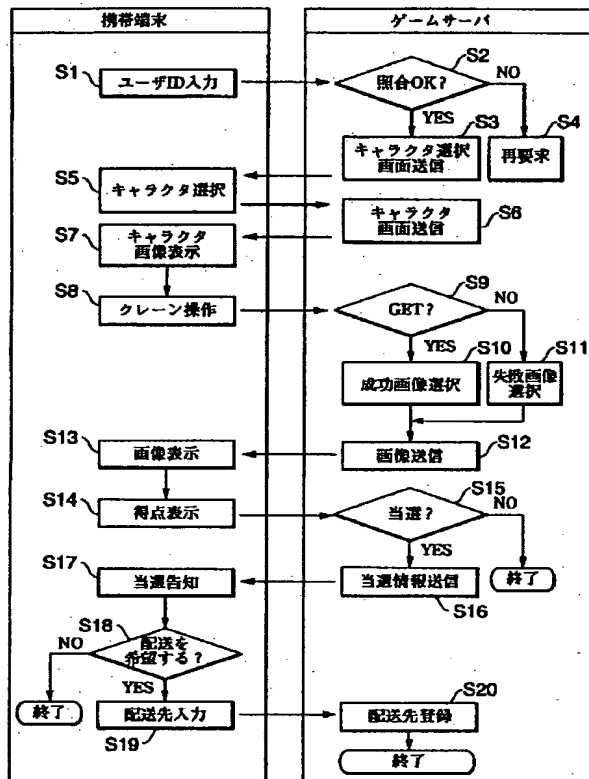 携帯端末
ゲームサーバ
S1
ユーザID入力
S2
照合OK?
NO
YES
S3
キャラクタ選択
画面送信
S4
再要求
S5
キャラクタ選択
S6
キャラクタ
画面送信
S7
キャラクタ
画像表示
S8
クレーン操作
S9
GET?
NO
YES
S10
成功画像選択
S11
失敗画像
選択
S12
画像送信
S13
画像表示
S14
得点表示
S15
当選?
NO
YES
終了
S16
当選情報送信
S17
当選告知
S18
配送を
希望する?
NO
YES
終了
S19
配送先入力
S20
配送先登録
終了